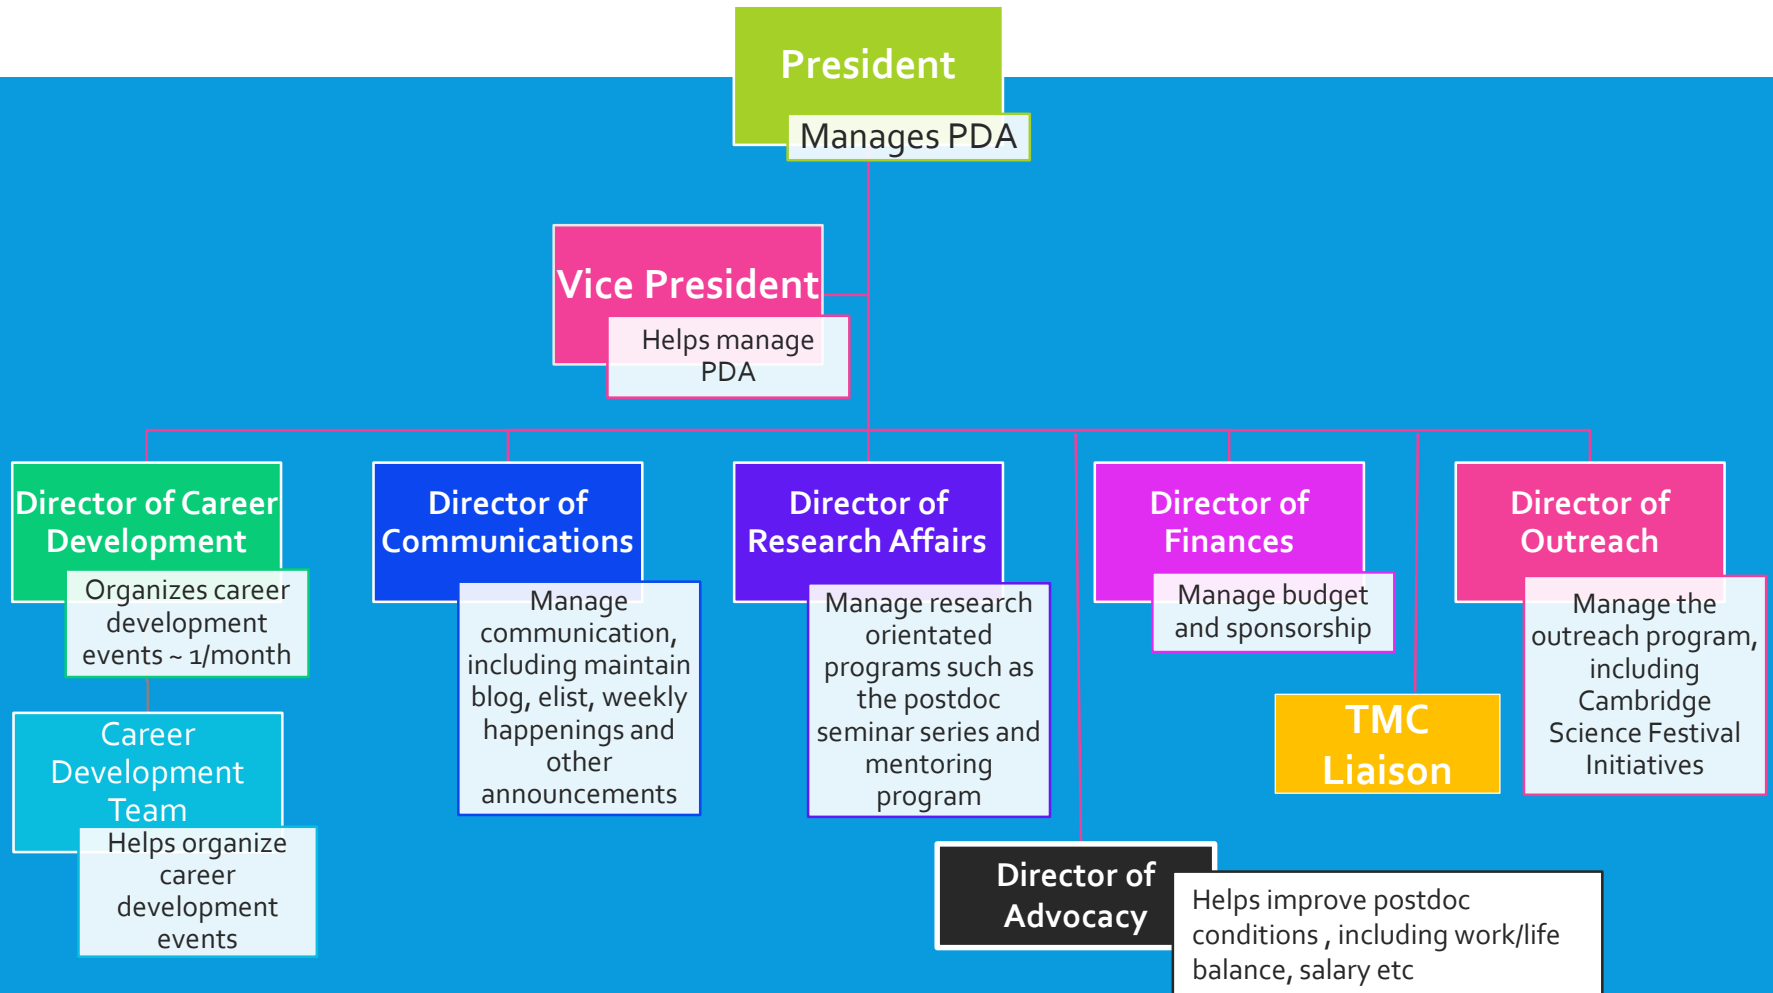 President
Manages PDA
Vice President
Helps manage
PDA
Director of Career
Development
Organizes career
development
events ~ 1/month
Career
Development
Team
Helps organize
career
development
events
Director of
Communications
Manage
communication,
including maintain
blog, elist, weekly
happenings and
other
announcements
Director of
Research Affairs
Manage research
orientated
programs such as
the postdoc
seminar series and
mentoring
program
Director of
Finances
Manage budget
and sponsorship
TMC
Liaison
Director of
Outreach
Manage the
outreach program,
including
Cambridge
Science Festival
Initiatives
Director of
Advocacy
Helps improve postdoc
conditions , including work/life
balance, salary etc